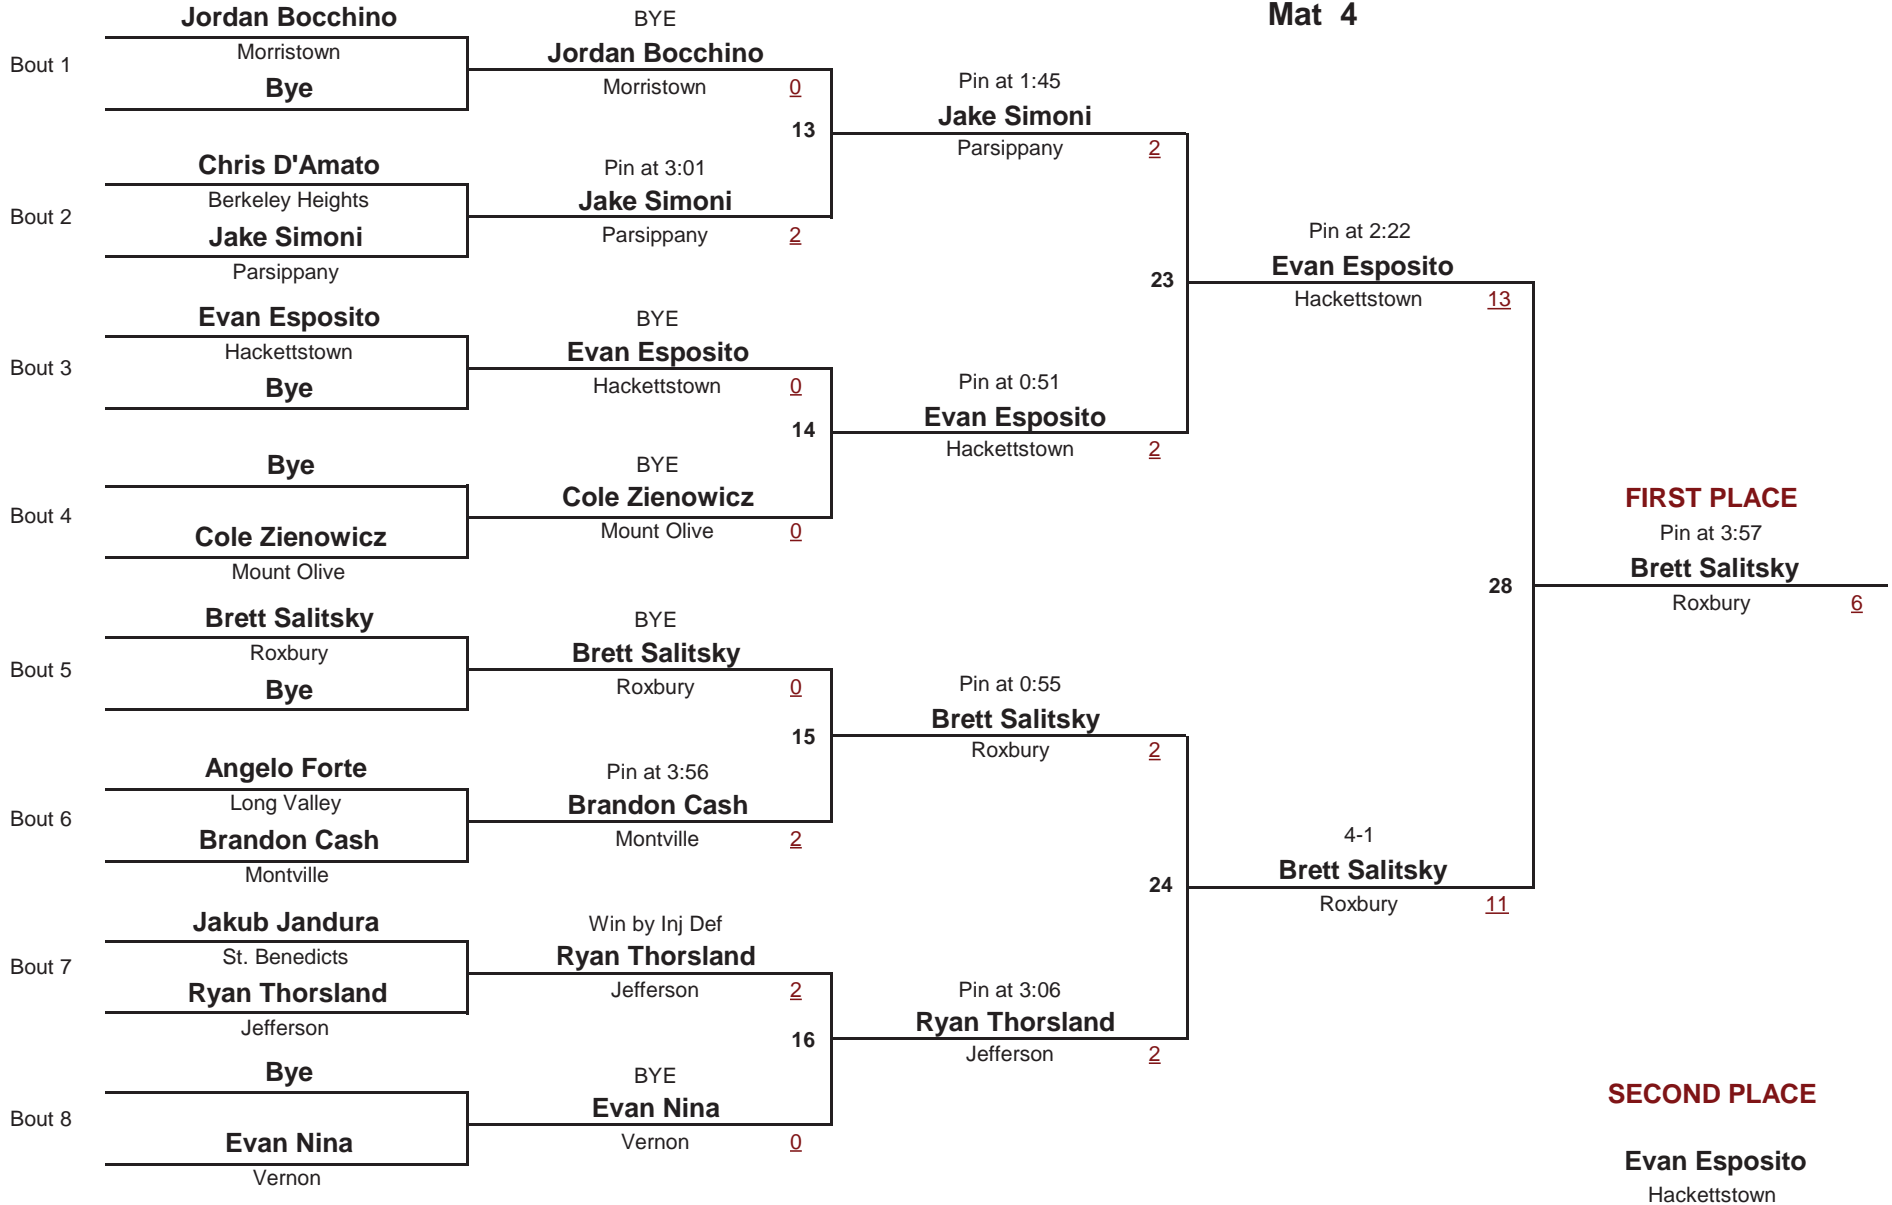 Mat 4
Bout 1
Jordan Bocchino
Morristown
Bye
Bout 2
Chris D'Amato
Berkeley Heights
Jake Simoni
Parsippany
Bout 3
Evan Esposito
Hackettstown
Bye
Bout 4
Bye
Cole Zienowicz
Mount Olive
Bout 5
Brett Salitsky
Roxbury
Bye
Bout 6
Angelo Forte
Long Valley
Brandon Cash
Montville
Bout 7
Jakub Jandura
St. Benedicts
Ryan Thorsland
Jefferson
Bout 8
Bye
Evan Nina
Vernon
BYE
Jordan Bocchino
Morristown 0
13
Pin at 3:01
Jake Simoni
Parsippany 2
BYE
Evan Esposito
Hackettstown 0
14
BYE
Cole Zienowicz
Mount Olive 0
BYE
Brett Salitsky
Roxbury 0
15
Pin at 3:56
Brandon Cash
Montville 2
Win by Inj Def
Ryan Thorsland
Jefferson 2
16
BYE
Evan Nina
Vernon 0
Pin at 1:45
Jake Simoni
Parsippany 2
23
Pin at 0:51
Evan Esposito
Hackettstown 2
Pin at 0:55
Brett Salitsky
Roxbury 2
24
Pin at 3:06
Ryan Thorsland
Jefferson 2
Pin at 2:22
Evan Esposito
Hackettstown 13
28
4-1
Brett Salitsky
Roxbury 11
FIRST PLACE
Pin at 3:57
Brett Salitsky
Roxbury 6
SECOND PLACE
Evan Esposito
Hackettstown